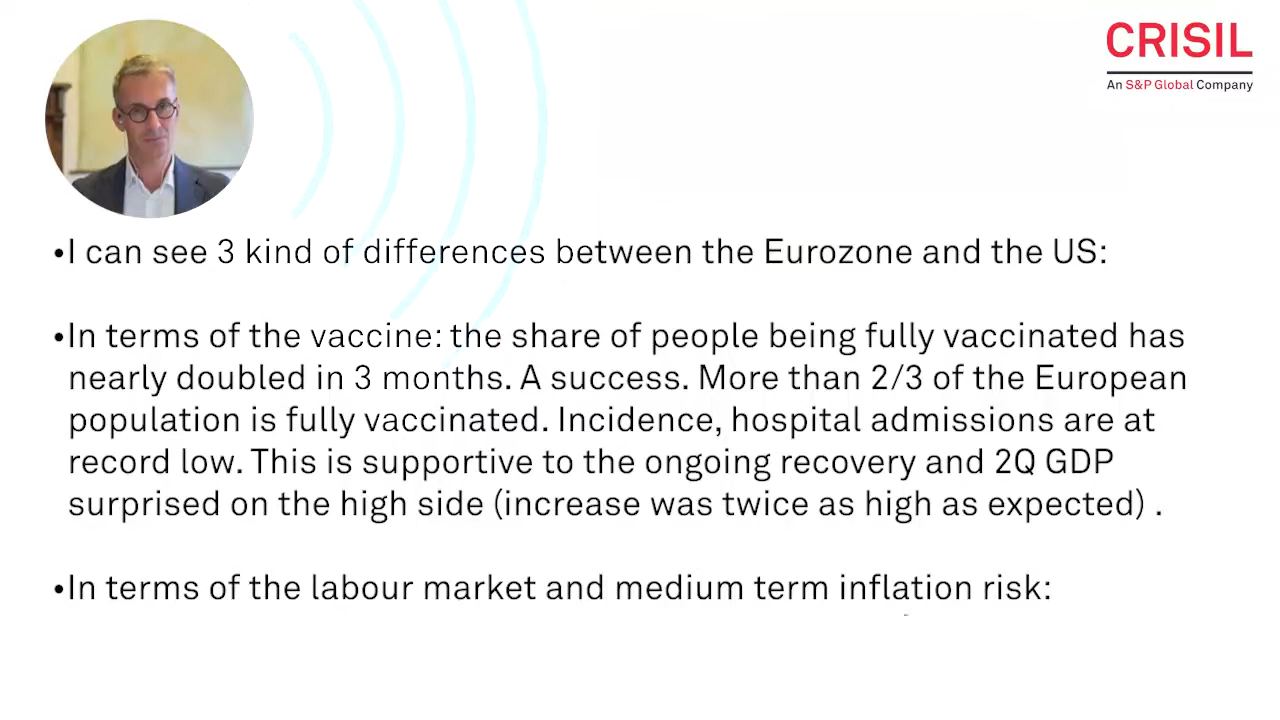 CRISIL
An S&P Global Company
•I can see 3 kind of differences between the Eurozone and the US:
•In terms of the vaccine: the share of people being fully vaccinated has
nearly doubled in 3 months. A success. More than 2/3 of the European
population is fully vaccinated. Incidence, hospital admissions are at
record low. This is supportive to the ongoing recovery and 2Q GDP
surprised on the high side (increase was twice as high as expected) .
•In terms of the labour market and medium term inflation risk: